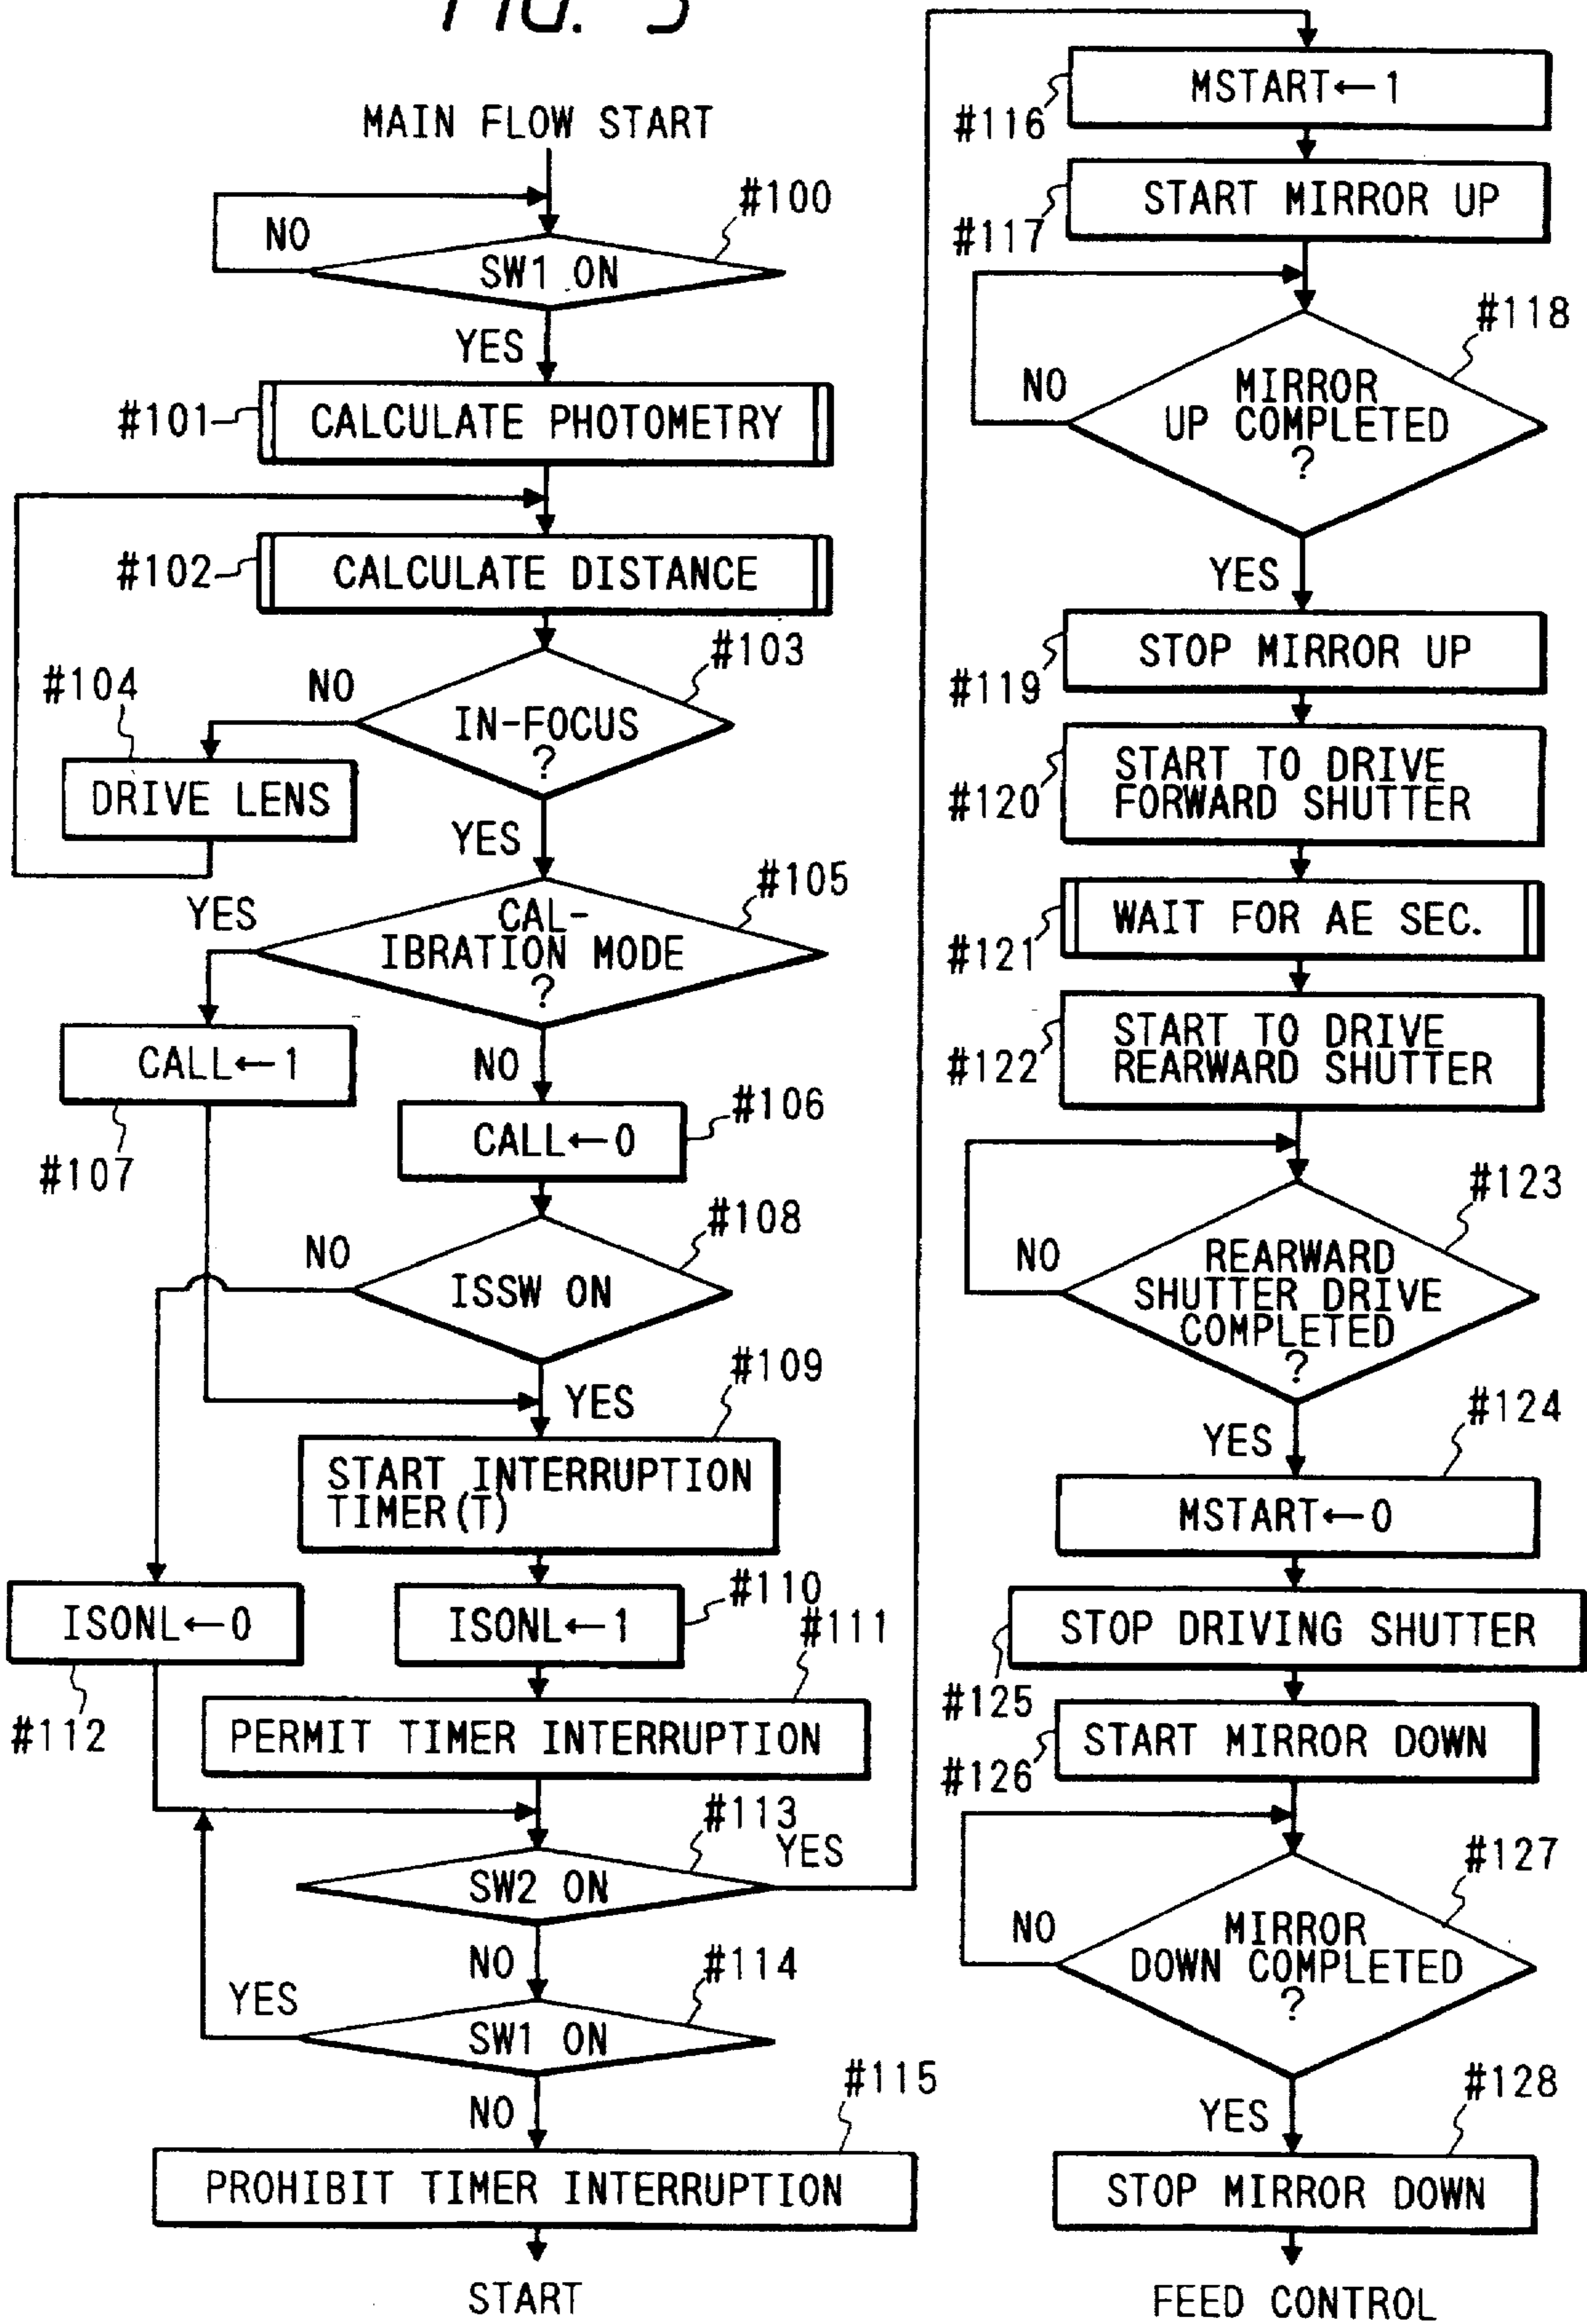 FIG. 5
MAIN FLOW START
#100
NO
SW1 ON
YES
#101
CALCULATE PHOTOMETRY
#102
CALCULATE DISTANCE
#103
NO
IN-FOCUS
?
#104
DRIVE LENS
YES
#105
YES
CAL-
IBRATION MODE
?
CALL←1
#107
NO
#106
CALL←0
#108
NO
ISSW ON
YES
#109
START INTERRUPTION
TIMER(T)
ISONL←0
#112
ISONL←1
#110
#111
PERMIT TIMER INTERRUPTION
#113
SW2 ON
YES
NO
#114
YES
SW1 ON
NO
#115
PROHIBIT TIMER INTERRUPTION
START
MSTART←1
#116
START MIRROR UP
#117
#118
NO
MIRROR
UP COMPLETED
?
YES
STOP MIRROR UP
#119
START TO DRIVE
FORWARD SHUTTER
#120
WAIT FOR AE SEC.
#121
START TO DRIVE
REARWARD SHUTTER
#122
#123
NO
REARWARD
SHUTTER DRIVE
COMPLETED
?
YES
#124
MSTART←0
STOP DRIVING SHUTTER
#125
START MIRROR DOWN
#126
#127
NO
MIRROR
DOWN COMPLETED
?
YES
#128
STOP MIRROR DOWN
FEED CONTROL